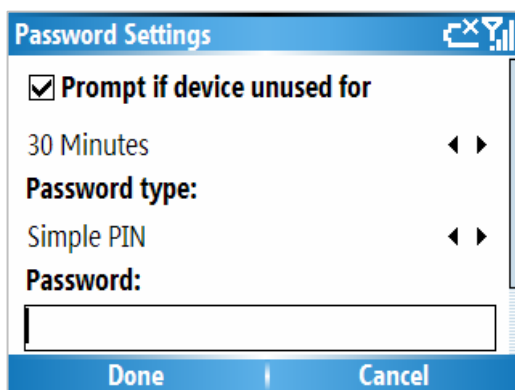 Password Settings
Prompt if device unused for
30 Minutes
Password type:
Simple PIN
Password:
Done Cancel